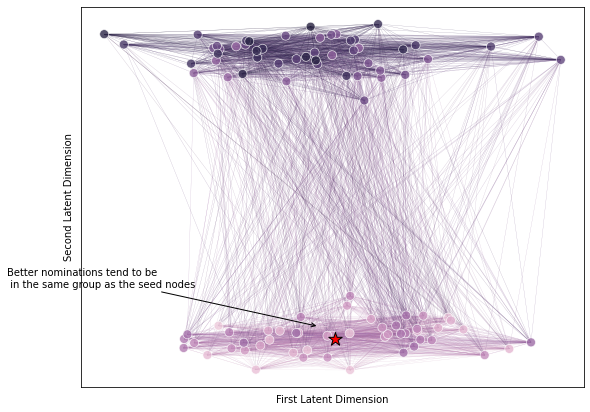 Second Latent Dimension
Better nominations tend to be
in the same group as the seed nodes
First Latent Dimension